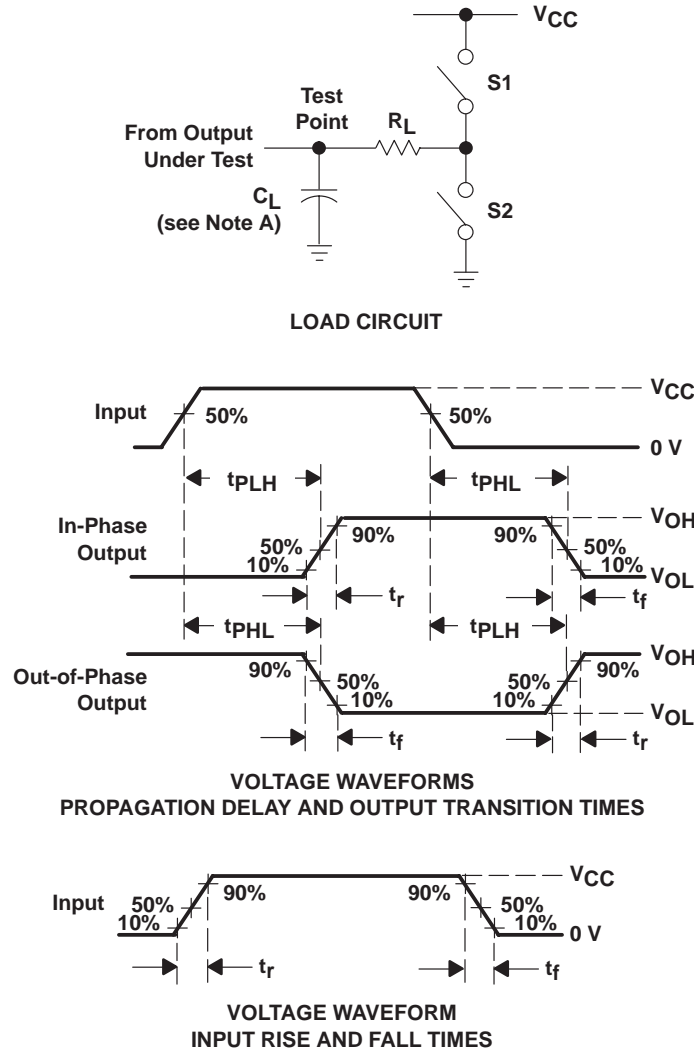 VCC
S1
Test
Point
RL
From Output
Under Test
CL
(see Note A)
S2
LOAD CIRCUIT
VCC
Input
50%
50%
0 V
tPLH
tPHL
In-Phase
Output
VOH
90%
90%
50%
50%
10%
10%
VOL
tr
tf
tPHL
tPLH
Out-of-Phase
Output
VOH
90%
90%
50%
50%
10%
10%
VOL
tf
tr
VOLTAGE WAVEFORMS
PROPAGATION DELAY AND OUTPUT TRANSITION TIMES
VCC
Input
90%
90%
50%
50%
10%
10%
0 V
tr
tf
VOLTAGE WAVEFORM
INPUT RISE AND FALL TIMES